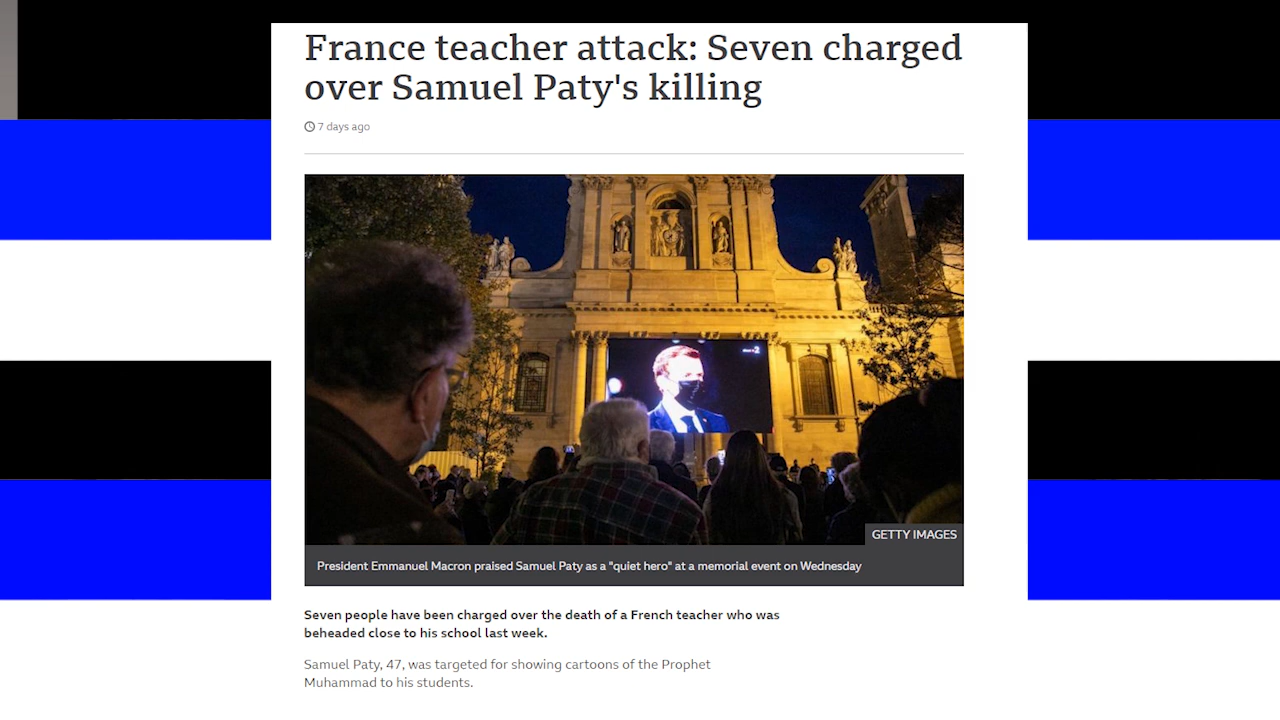 France teacher attack: Seven charged
over Samuel Paty's killing
7 days ago
GETTY IMAGES
President Emmanuel Macron praised Samuel Paty as a "quiet hero" at a memorial event on Wednesday
Seven people have been charged over the death of a French teacher who was
beheaded close to his school last week.
Samuel Paty, 47, was targeted for showing cartoons of the Prophet
Muhammad to his students.